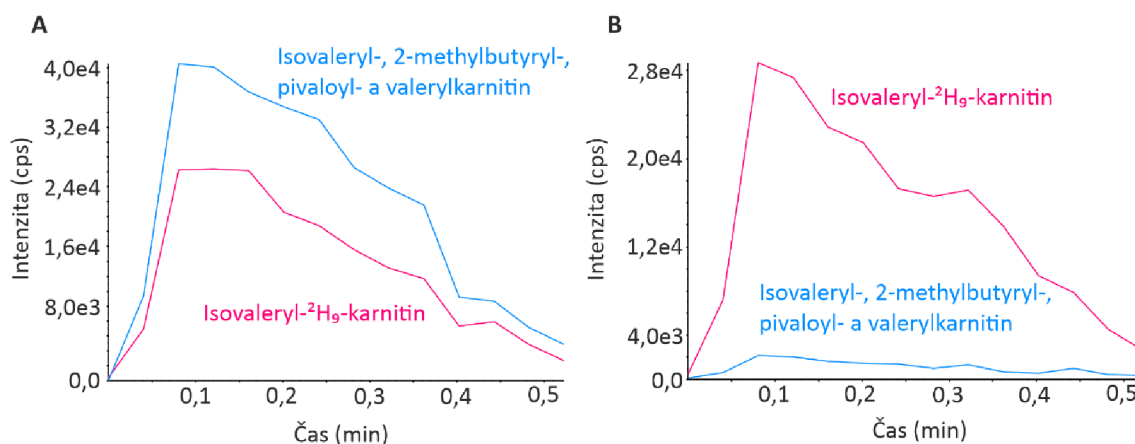 A
Isovaleryl-, 2-methylbutyryl-,
pivaloyl- a valerylkarnitin
Isovaleryl-²H₉-karnitin
Intenzita (cps)
4,0e4
3,2e4
2,4e4
1,6e4
8,0e3
0,0
0,1 0,2 0,3 0,4 0,5
Čas (min)
B
Isovaleryl-²H₉-karnitin
Isovaleryl-, 2-methylbutyryl-,
pivaloyl- a valerylkarnitin
Intenzita (cps)
2,8e4
2,0e4
1,2e4
4,0e3
0,0
0,1 0,2 0,3 0,4 0,5
Čas (min)